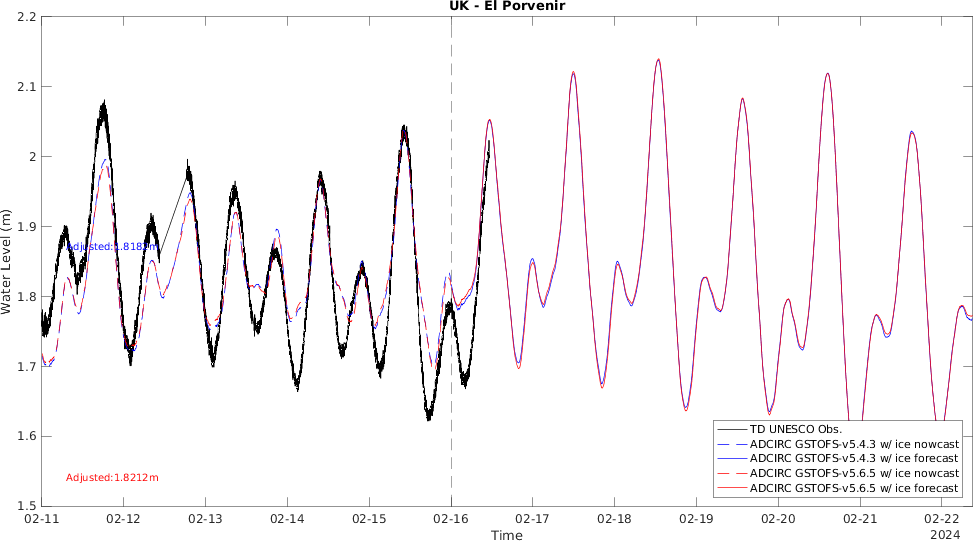 UK - El Porvenir
2.2
2.1
2
1.9
1.8
1.7
1.6
1.5
Water Level (m)
Adjusted:1.8212m
TD UNESCO Obs.
ADCIRC GSTOFS-v5.4.3 w/ ice nowcast
ADCIRC GSTOFS-v5.4.3 w/ ice forecast
ADCIRC GSTOFS-v5.6.5 w/ ice nowcast
ADCIRC GSTOFS-v5.6.5 w/ ice forecast
02-11 02-12 02-13 02-14 02-15 02-16 02-17 02-18 02-19 02-20 02-21 02-22
Time
2024